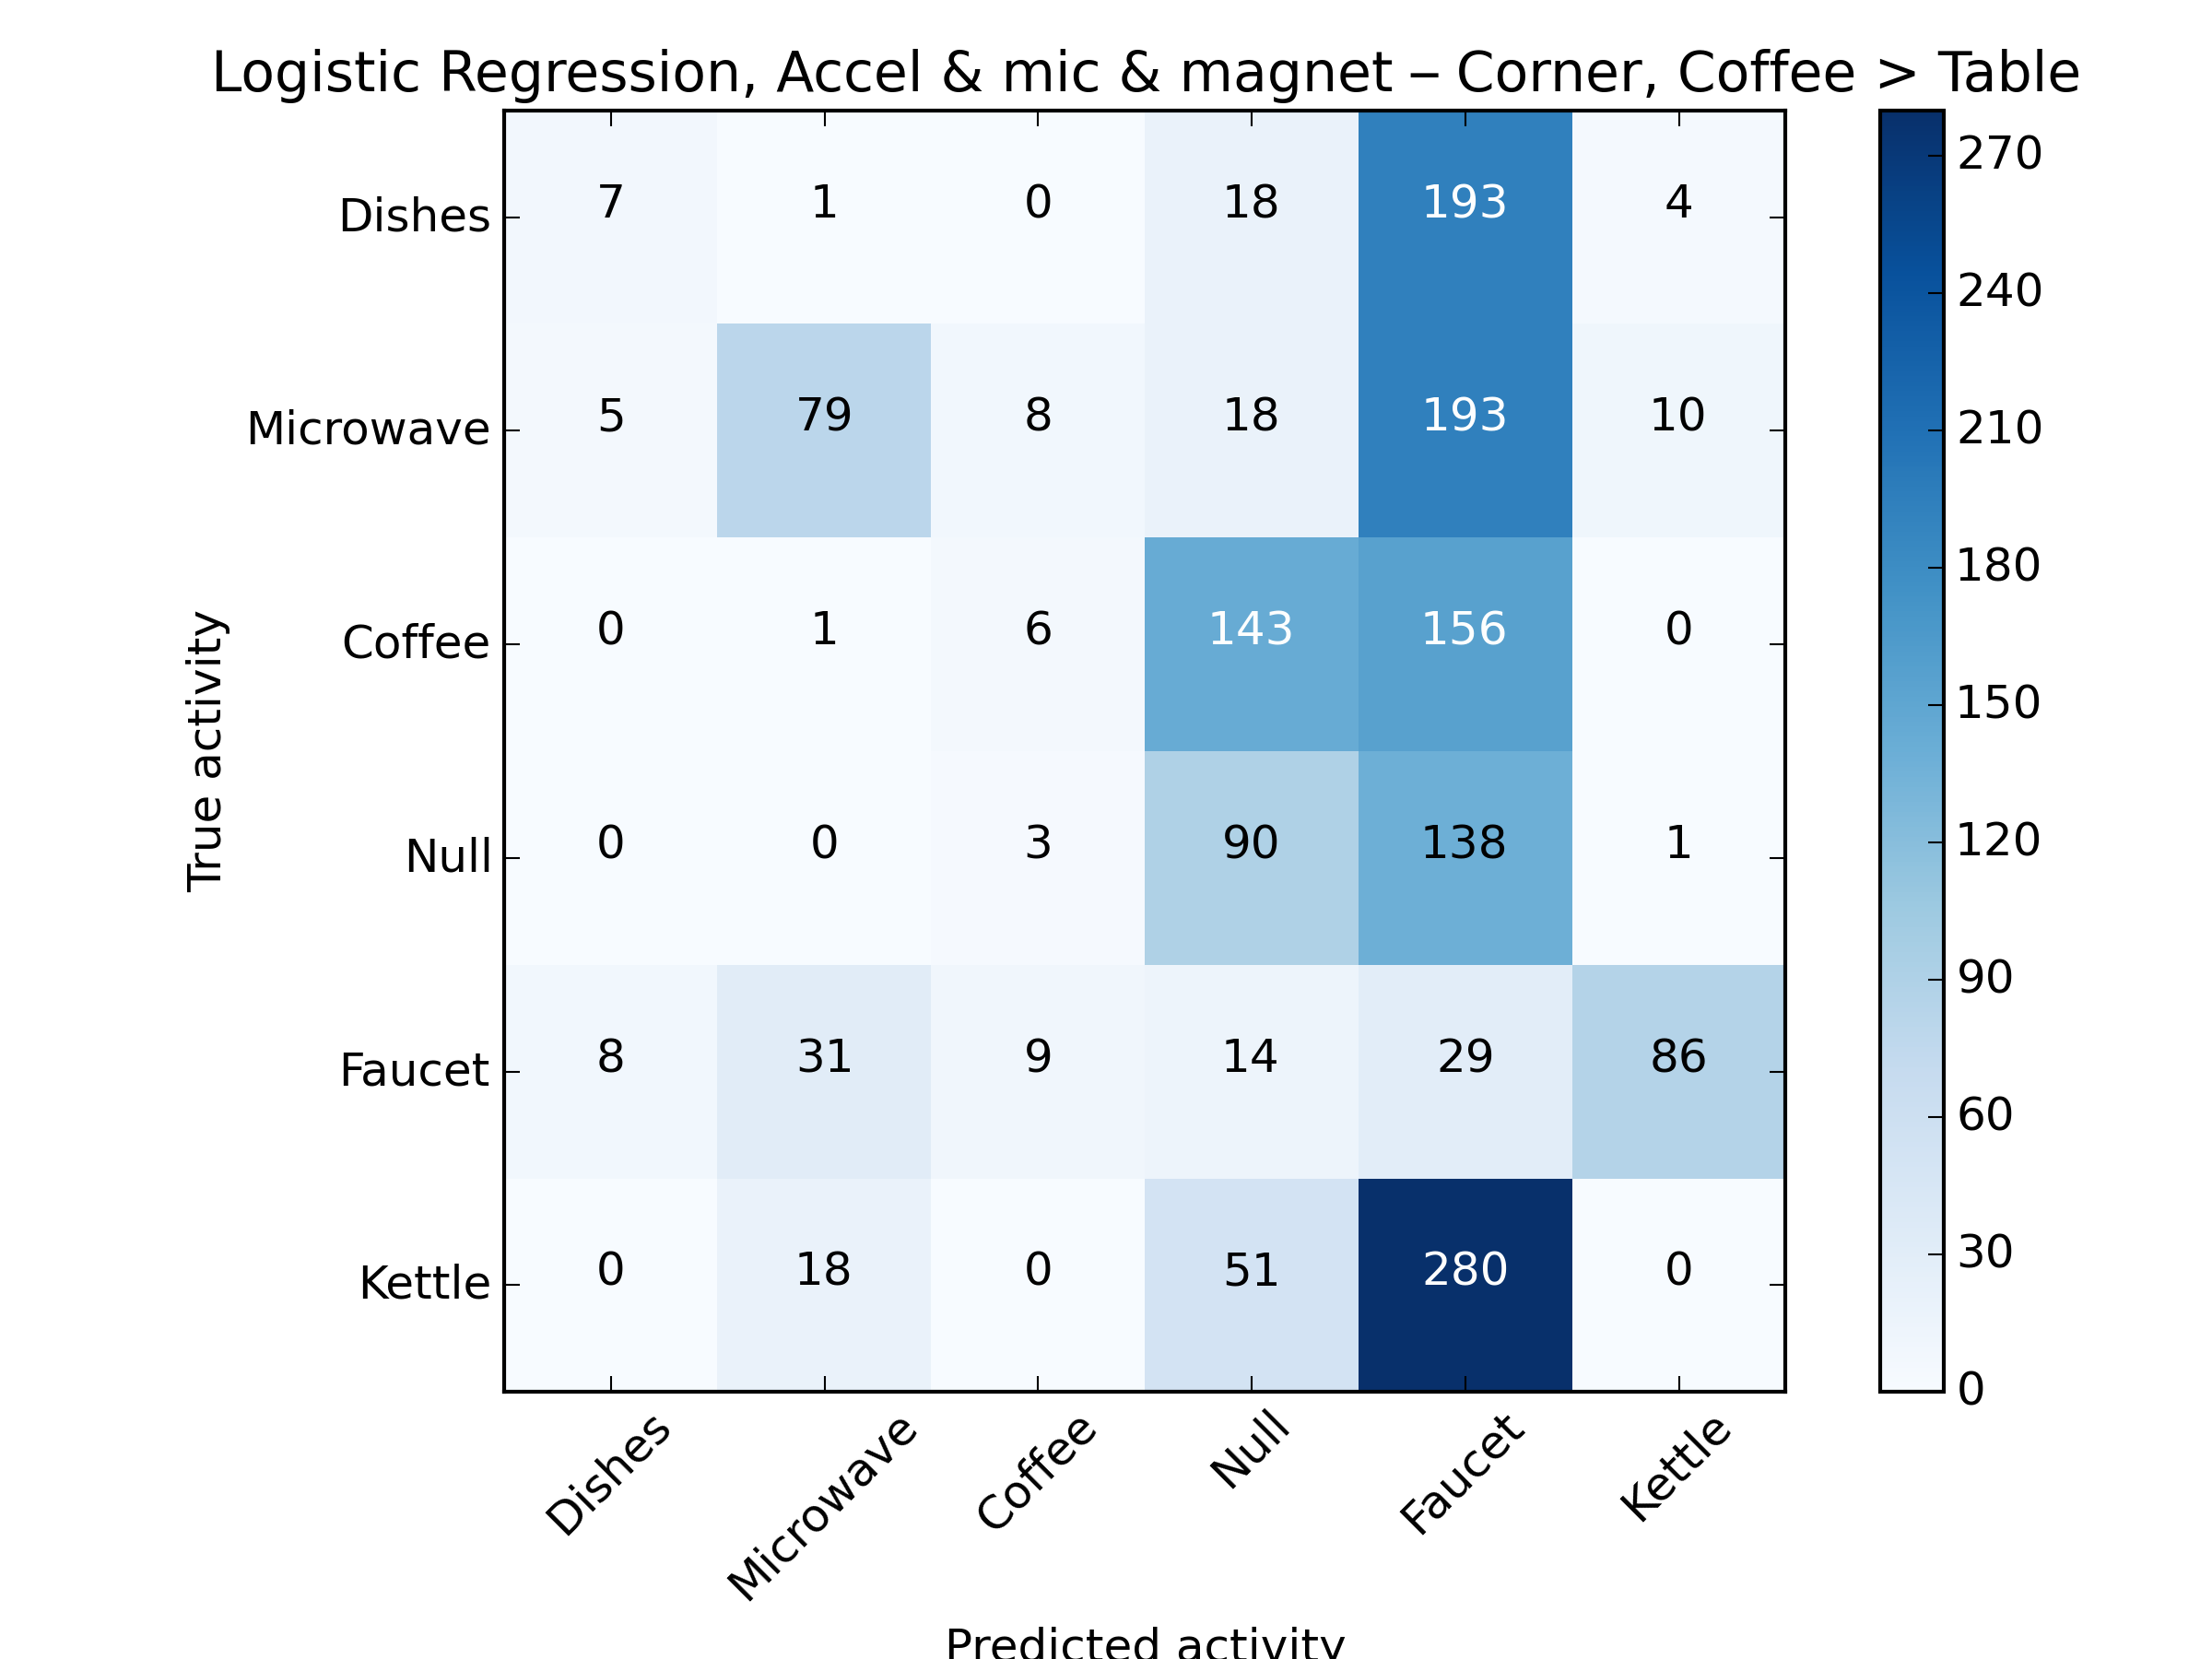 Logistic Regression, Accel & mic & magnet – Corner, Coffee > Table
Dishes 7 1 0 18 193 4
Microwave 5 79 8 18 193 10
Coffee 0 1 6 143 156 0
Null 0 0 3 90 138 1
Faucet 8 31 9 14 29 86
Kettle 0 18 0 51 280 0
True activity
Dishes Microwave Coffee Null Faucet Kettle
Predicted activity
270
240
210
180
150
120
90
60
30
0